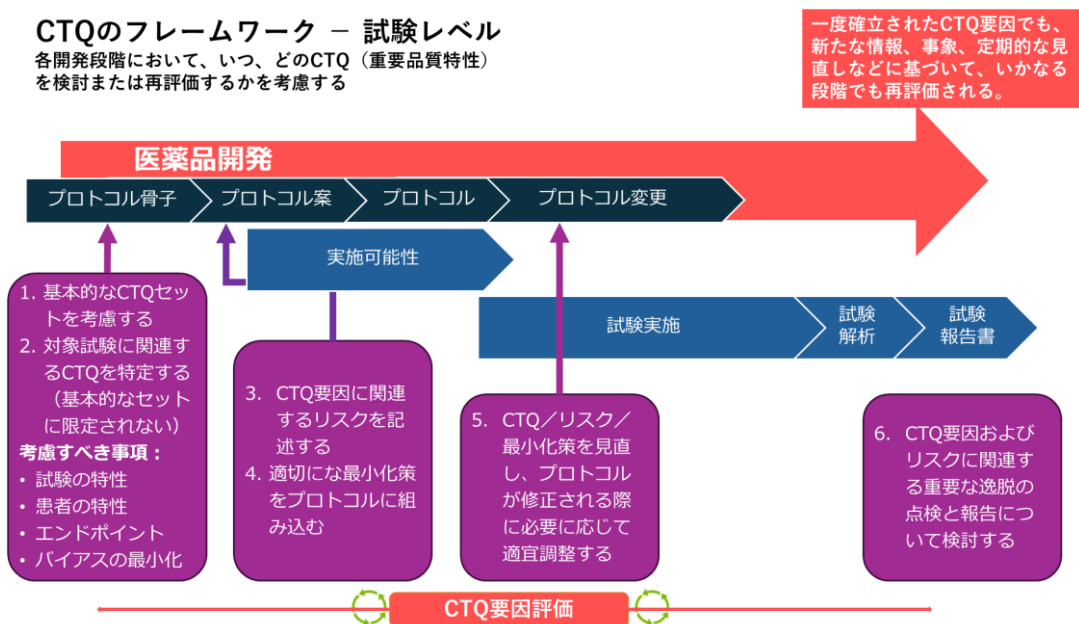 CTQのフレームワーク − 試験レベル
各開発段階において、いつ、どのCTQ（重要品質特性）
を検討または再評価するかを考慮する
一度確立されたCTQ要因でも、
新たな情報、事象、定期的な見
直しなどに基づいて、いかなる
段階でも再評価される。
医薬品開発
プロトコル骨子
プロトコル案
プロトコル
プロトコル変更
実施可能性
試験実施
試験
解析
試験
報告書
1. 基本的なCTQセッ
トを考慮する
2. 対象試験に関連す
るCTQを特定する
（基本的なセット
に限定されない）
考慮すべき事項：
• 試験の特性
• 患者の特性
• エンドポイント
• バイアスの最小化
3. CTQ要因に関連
するリスクを記
述する
4. 適切にな最小化策
をプロトコルに組
み込む
5. CTQ／リスク／
最小化策を見直
し、プロトコル
が修正される際
に必要に応じて
適宜調整する
6. CTQ要因および
リスクに関連す
る重要な逸脱の
点検と報告につ
いて検討する
CTQ要因評価